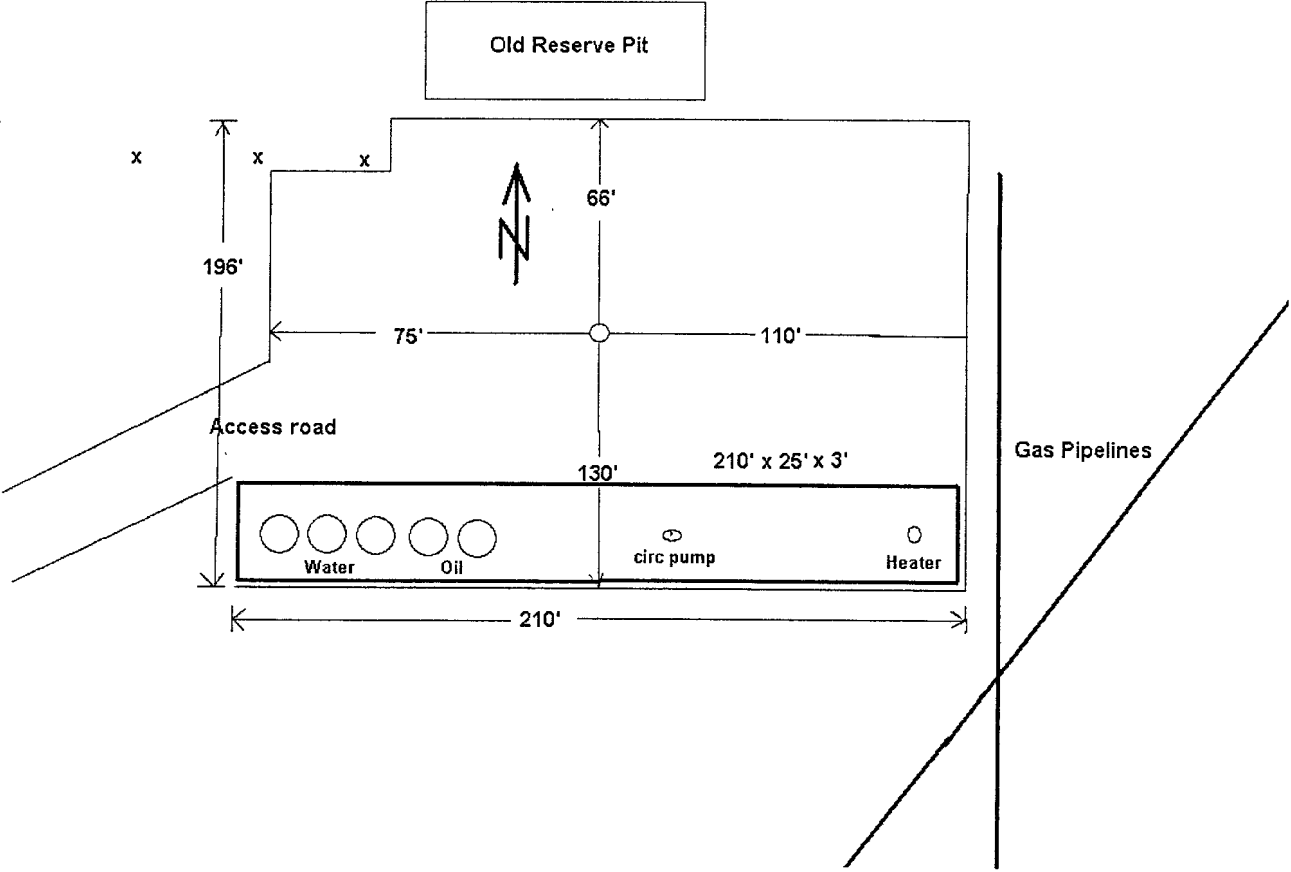 Old Reserve Pit
x x x
66'
N
196'
75' 110'
Access road
Gas Pipelines
130' 210' x 25' x 3'
Water Oil circ pump Heater
210'